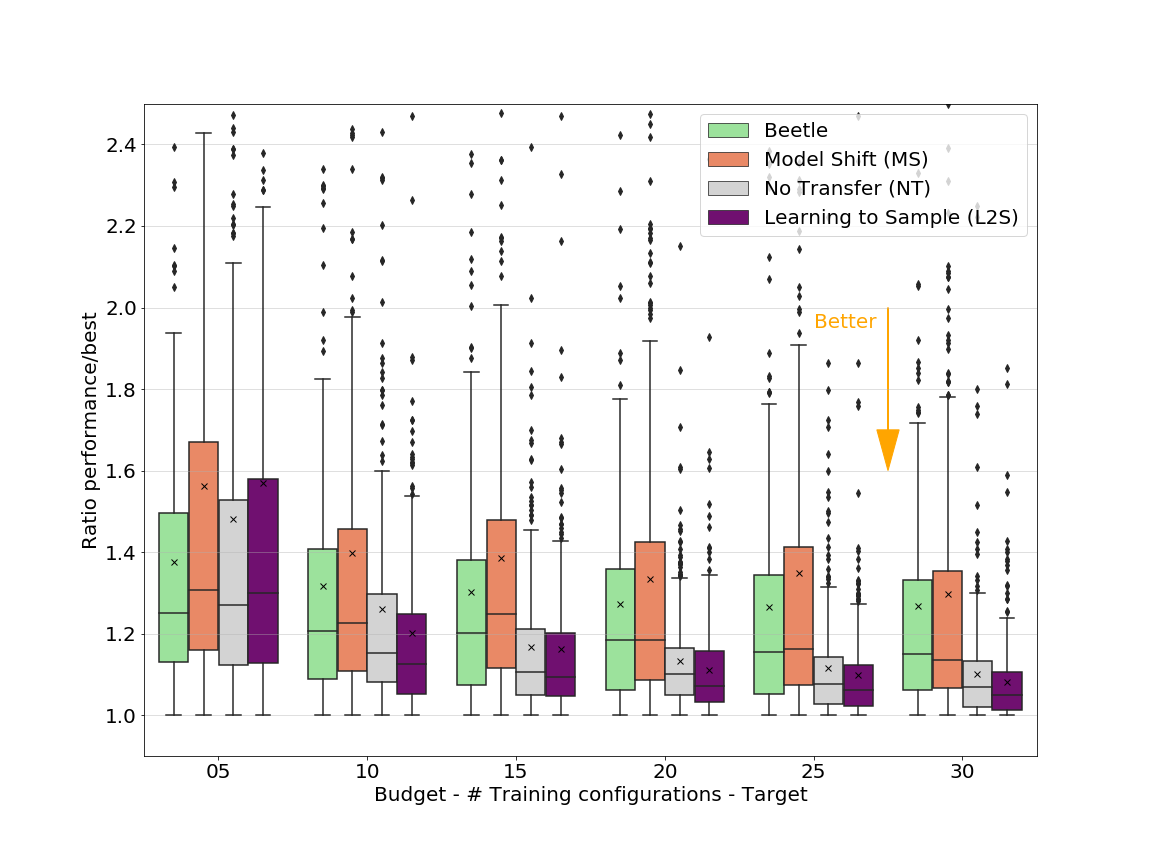 2.4
2.2
2.0
1.8
1.6
1.4
1.2
1.0
Ratio performance/best
Beetle
Model Shift (MS)
No Transfer (NT)
Learning to Sample (L2S)
Better
05 10 15 20 25 30
Budget - # Training configurations - Target